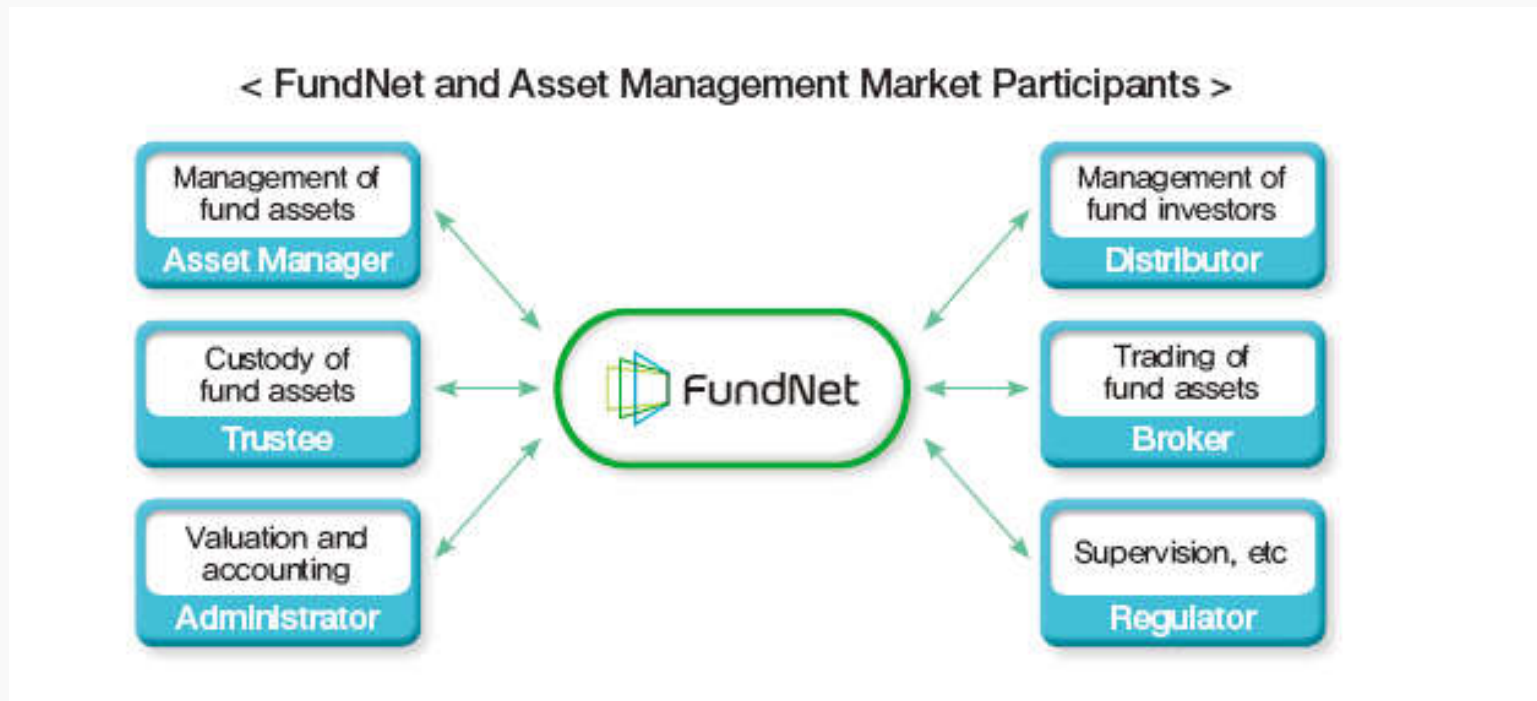 < FundNet and Asset Management Market Participants >
Management of
fund assets
Asset Manager
Custody of
fund assets
Trustee
Valuation and
accounting
Administrator
FundNet
Management of
fund investors
Distributor
Trading of
fund assets
Broker
Supervision, etc
Regulator